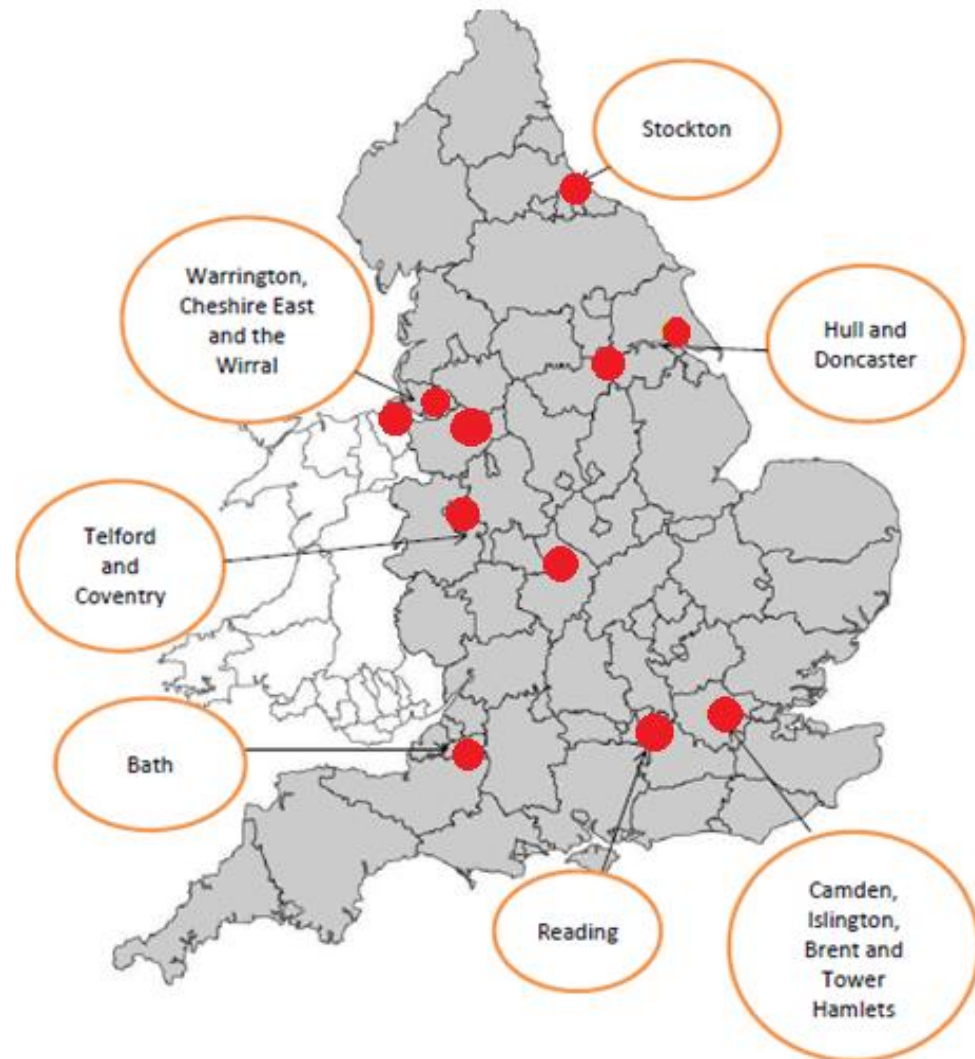 Stockton
Warrington,
Cheshire East
and the
Wirral
Hull and
Doncaster
Telford
and
Coventry
Bath
Reading
Camden,
Islington,
Brent and
Tower
Hamlets